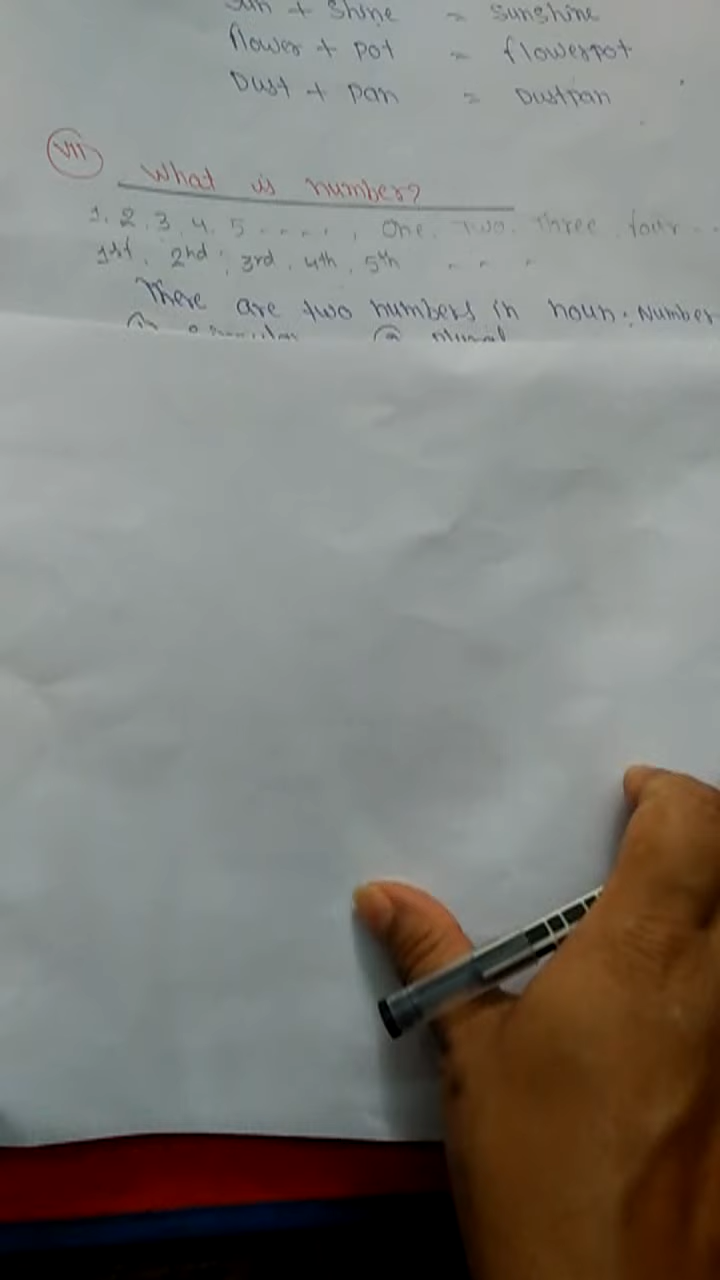 Sun + Shine = Sunshine
flower + pot = flowerpot
Dust + pan = Dustpan
vii What is number?
1, 2, 3, 4, 5 ....., One, Two, Three, four ..
1st, 2nd, 3rd, 4th, 5th . . .
There are two numbers in noun: Number